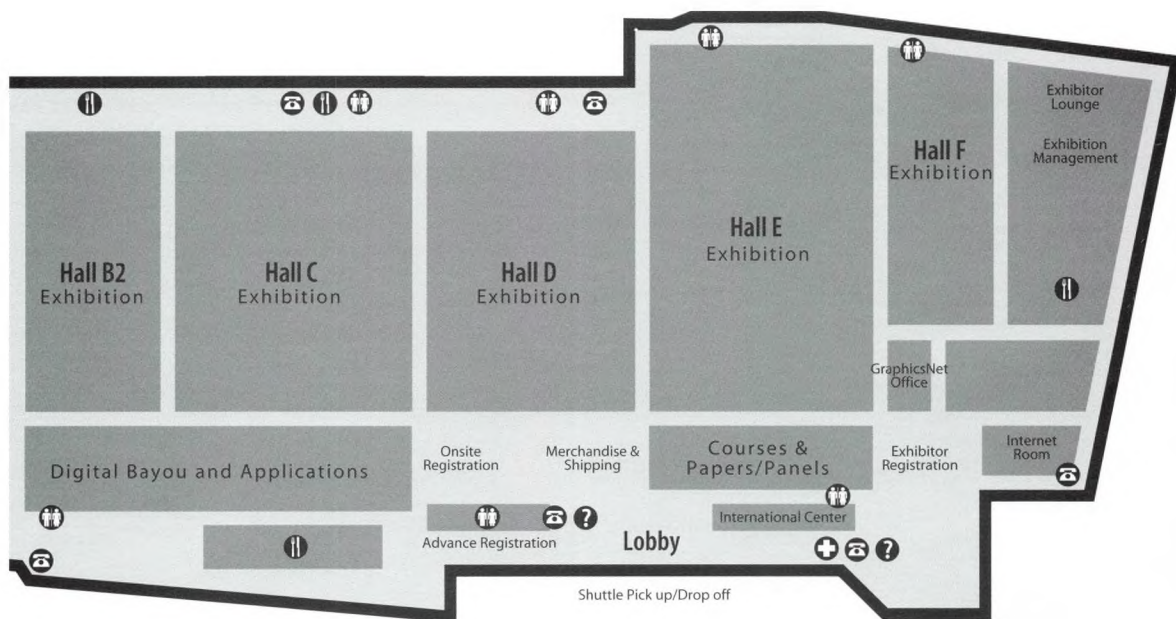 Exhibitor
Lounge
Exhibition
Management
Hall F
Exhibition
Hall E
Exhibition
Hall B2
Exhibition
Hall C
Exhibition
Hall D
Exhibition
GraphicsNet
Office
Digital Bayou and Applications
Onsite
Registration
Merchandise &
Shipping
Courses &
Papers/Panels
Exhibitor
Registration
Internet
Room
International Center
Advance Registration
Lobby
?
?
Shuttle Pick up/Drop off